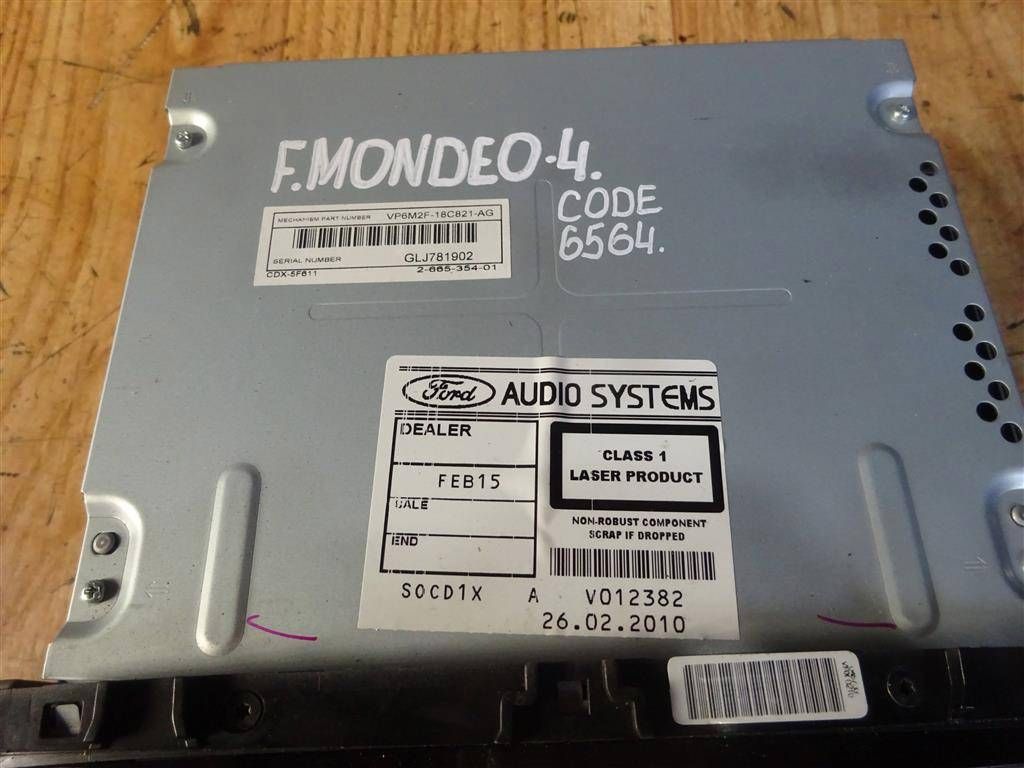 F.MONDEO-4.
CODE
6564.
MECHANISM PART NUMBER VP6M2F-18C821-AG
SERIAL NUMBER GLJ781902
CDX-5F611 2-665-354-01
Ford AUDIO SYSTEMS
DEALER
FEB15
SALE
END
CLASS 1
LASER PRODUCT
NON-ROBUST COMPONENT
SCRAP IF DROPPED
SOCD1X A V012382
26.02.2010